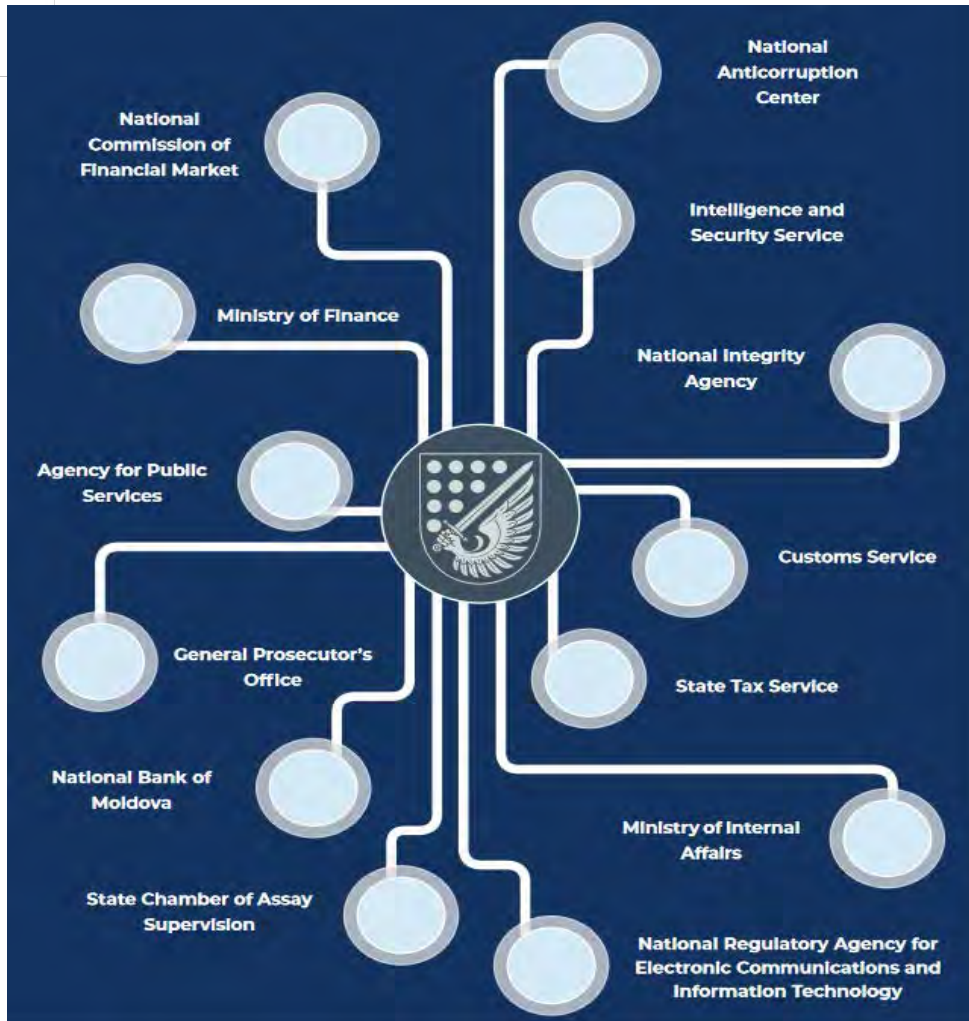 National
Anticorruption
Center
National
Commission of
Financial Market
Intelligence and
Security Service
Ministry of Finance
National Integrity
Agency
Agency for Public
Services
Customs Service
General Prosecutor's
Office
State Tax Service
National Bank of
Moldova
Ministry of Internal
Affairs
State Chamber of Assay
Supervision
National Regulatory Agency for
Electronic Communications and
Information Technology